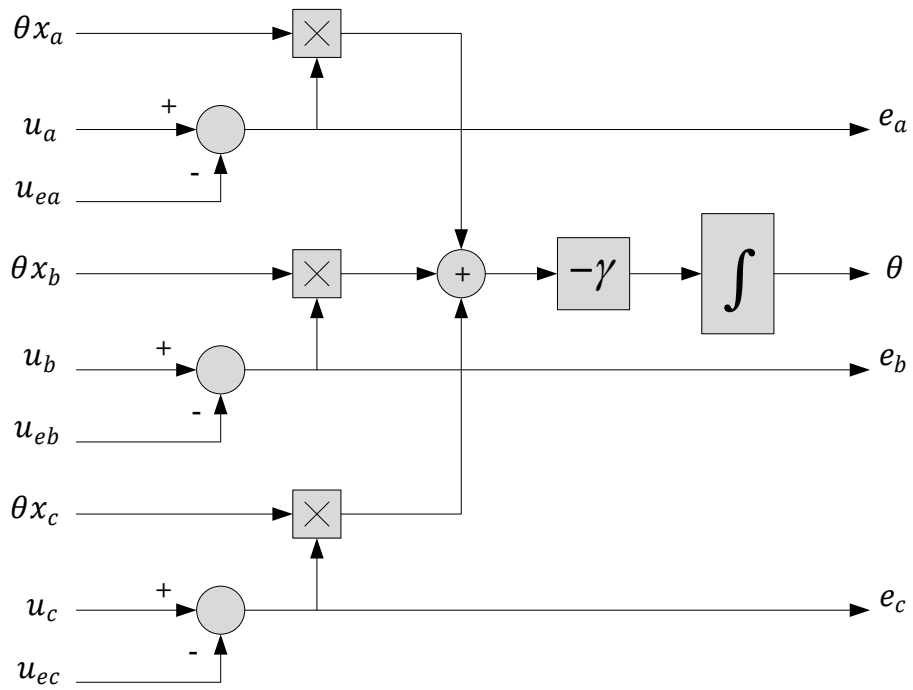 θx_a ×
+
u_a e_a
-
u_ea
θx_b × + −γ ∫ θ
+
u_b e_b
-
u_eb
θx_c ×
+
u_c e_c
-
u_ec